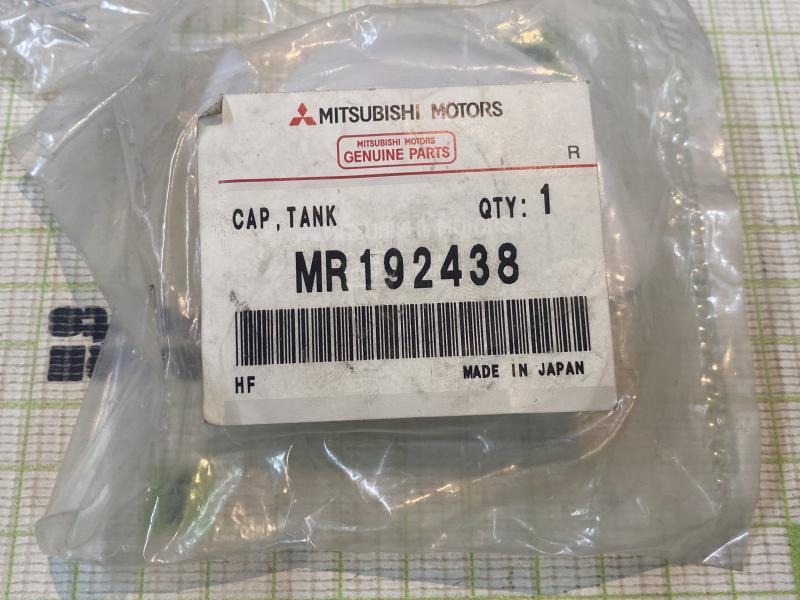 MITSUBISHI MOTORS
MITSUBISHI MOTORS
GENUINE PARTS
R
CAP, TANK QTY: 1
MR192438
HF MADE IN JAPAN